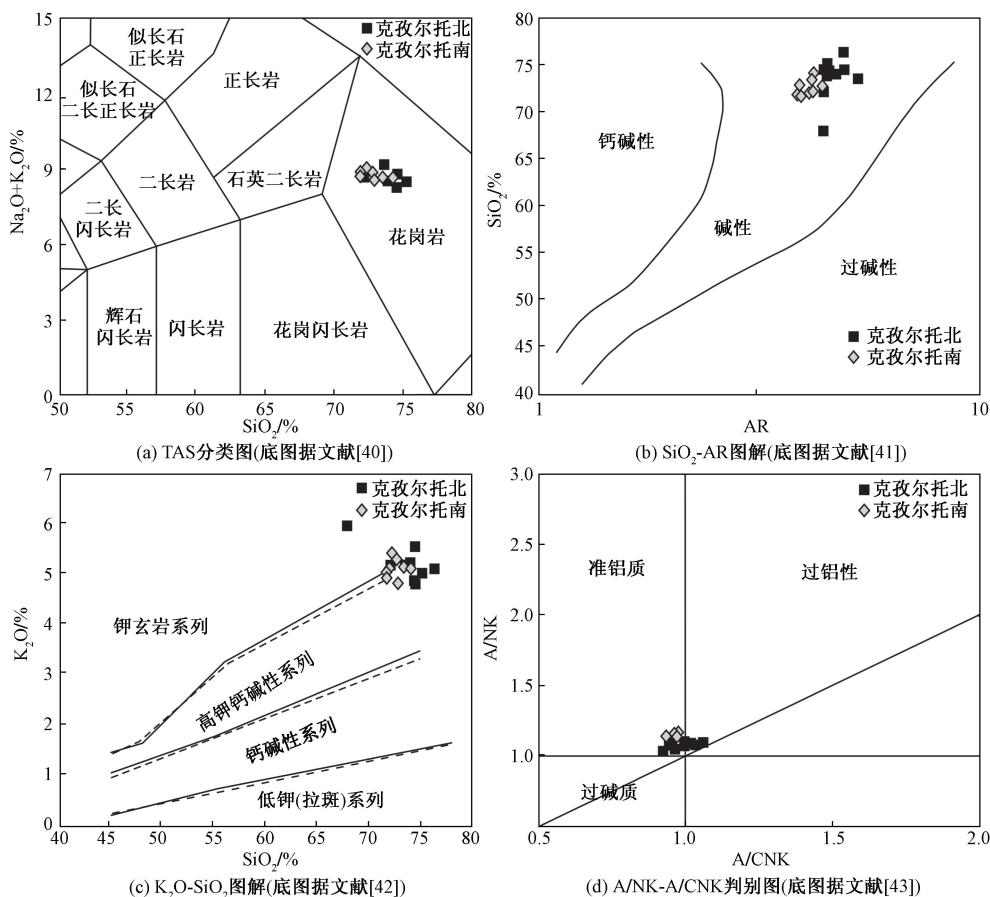 15
12
9
6
3
0
Na₂O+K₂O/%
似长石
正长岩
克孜尔托北
克孜尔托南
似长石
二长正长岩
正长岩
二长岩
石英二长岩
二长
闪长岩
花岗岩
辉石
闪长岩
闪长岩
花岗闪长岩
50
55
60
65
70
75
80
SiO₂/%
(a) TAS分类图(底图据文献[40])
80
75
70
65
60
55
50
45
40
SiO₂/%
钙碱性
碱性
过碱性
克孜尔托北
克孜尔托南
1
10
AR
(b) SiO₂-AR图解(底图据文献[41])
7
6
5
4
3
2
1
0
K₂O/%
克孜尔托北
克孜尔托南
钾玄岩系列
高钾钙碱性系列
钙碱性系列
低钾(拉斑)系列
40
45
50
55
60
65
70
75
80
SiO₂/%
(c) K₂O-SiO₂图解(底图据文献[42])
3.0
2.5
2.0
1.5
1.0
A/NK
克孜尔托北
克孜尔托南
准铝质
过铝性
过碱质
0.5
1.0
1.5
2.0
A/CNK
(d) A/NK-A/CNK判别图(底图据文献[43])